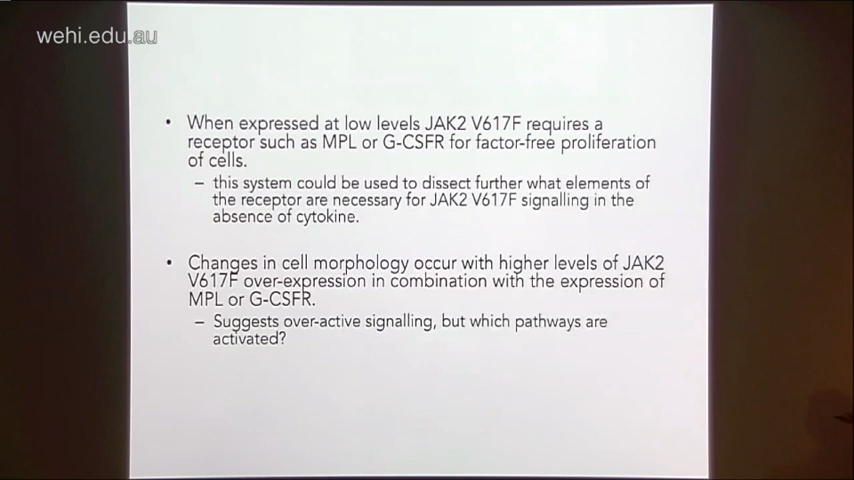 wehi.edu.au
• When expressed at low levels JAK2 V617F requires a
receptor such as MPL or G-CSFR for factor-free proliferation
of cells.
– this system could be used to dissect further what elements of
the receptor are necessary for JAK2 V617F signalling in the
absence of cytokine.
• Changes in cell morphology occur with higher levels of JAK2
V617F over-expression in combination with the expression of
MPL or G-CSFR.
– Suggests over-active signalling, but which pathways are
activated?